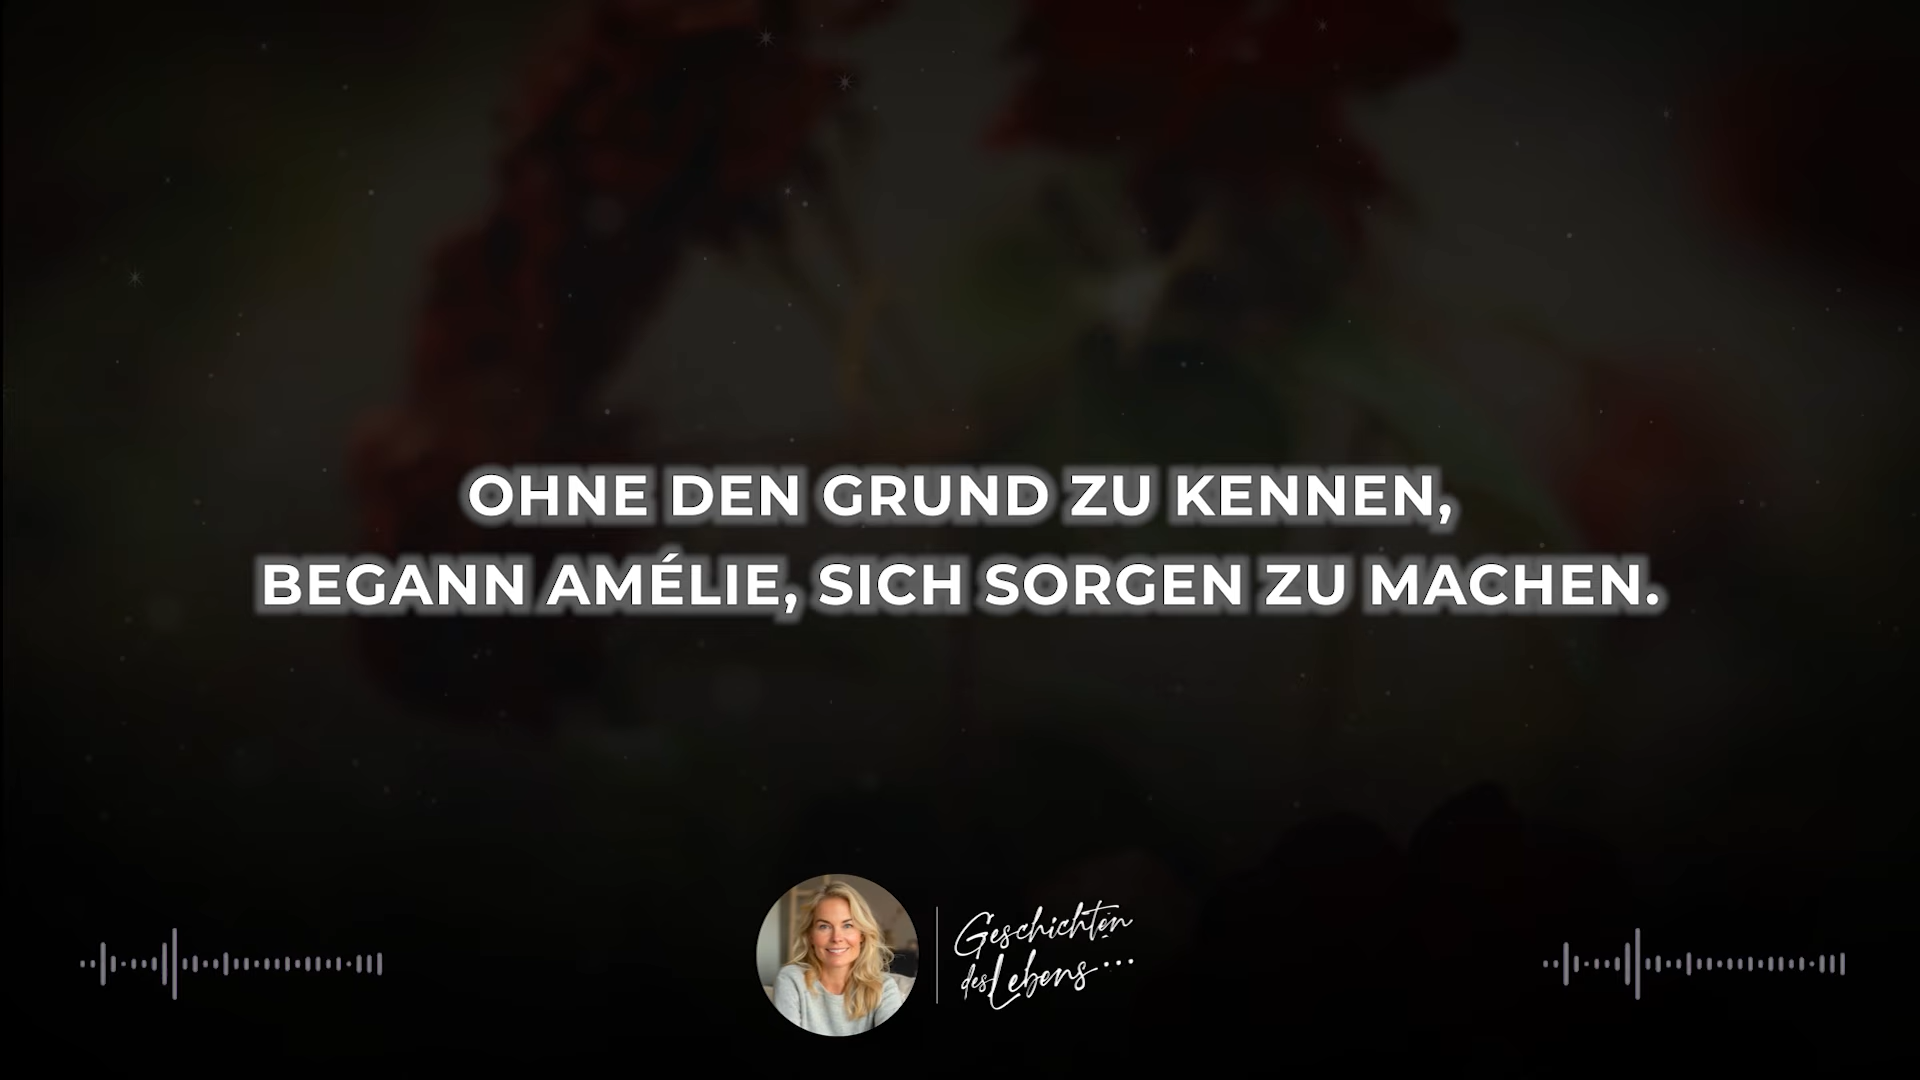 OHNE DEN GRUND ZU KENNEN,
BEGANN AMÉLIE, SICH SORGEN ZU MACHEN.
Geschichten
des Lebens...